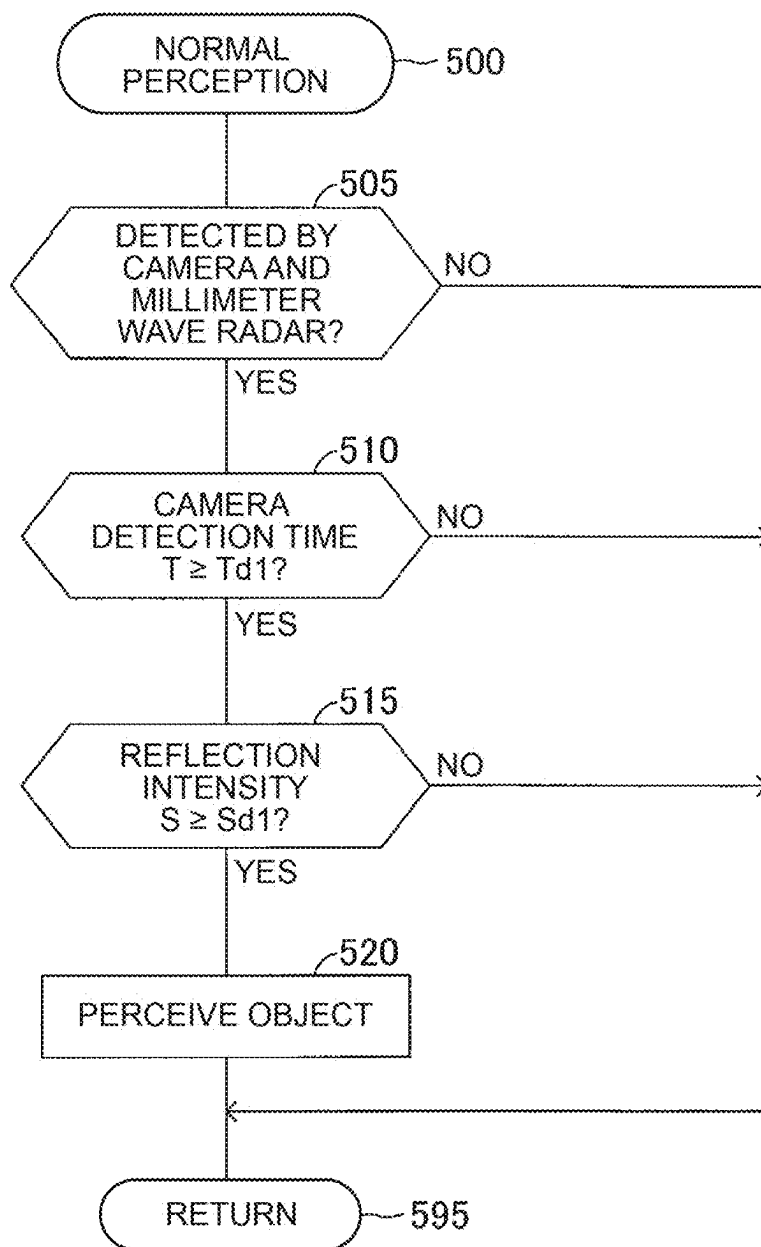 NORMAL
PERCEPTION
500
505
DETECTED BY
CAMERA AND
MILLIMETER
WAVE RADAR?
NO
YES
510
CAMERA
DETECTION TIME
T ≥ Td1?
NO
YES
515
REFLECTION
INTENSITY
S ≥ Sd1?
NO
YES
520
PERCEIVE OBJECT
RETURN
595